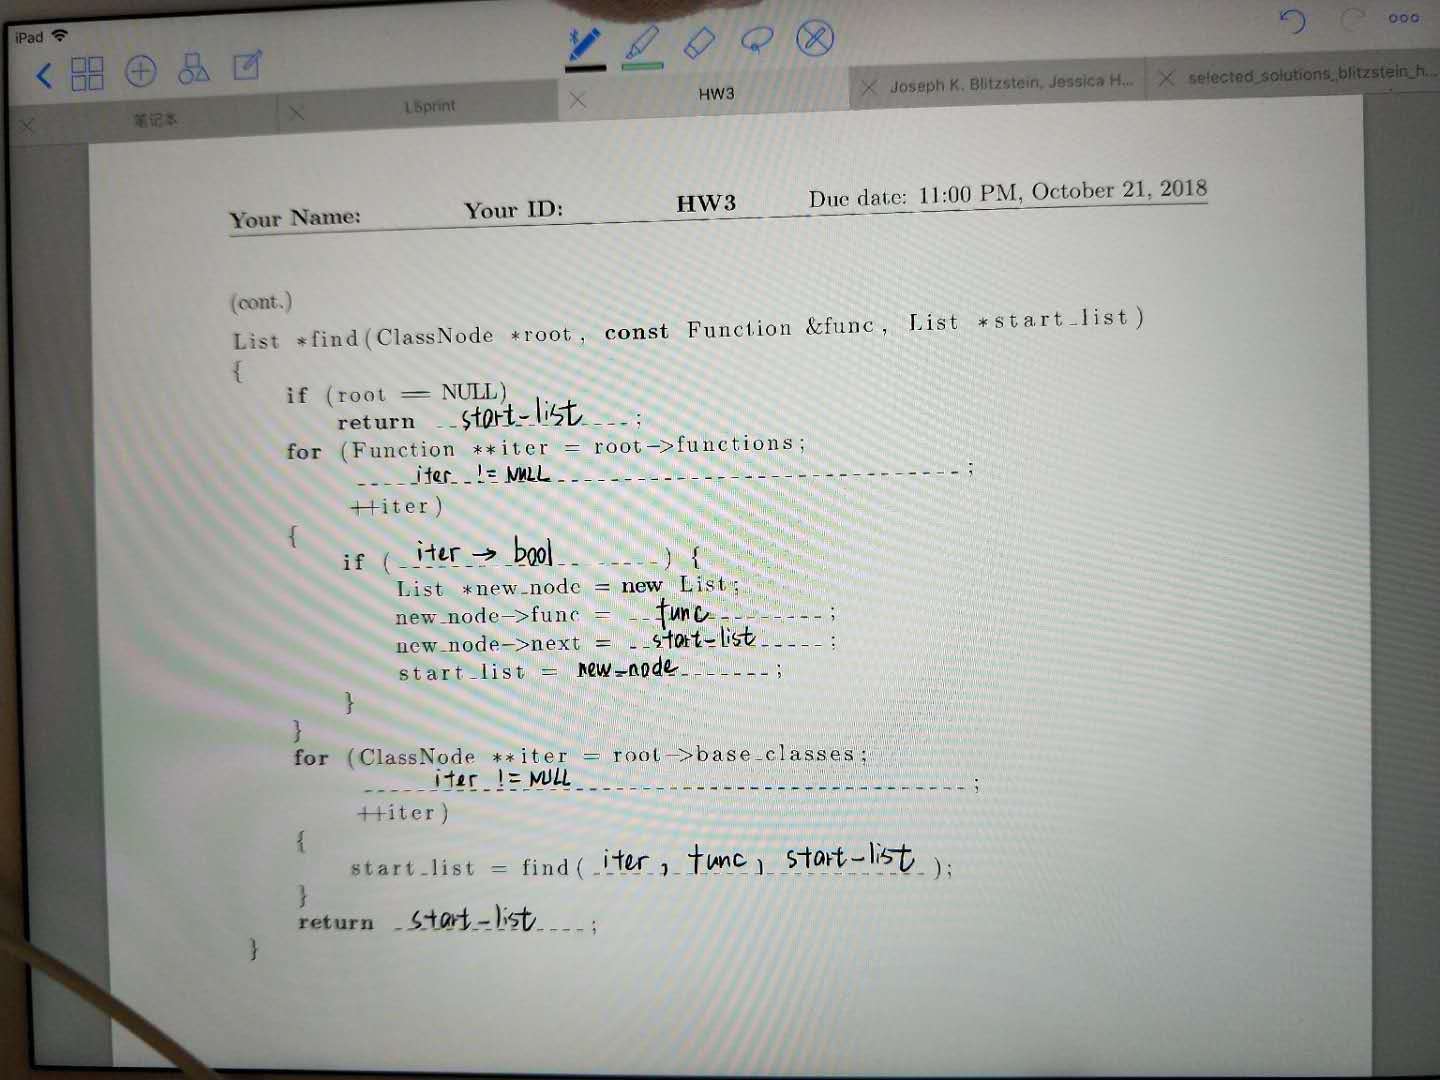 iPad
笔记本
L8print
HW3
Joseph K. Blitzstein, Jessica H...
selected_solutions_blitzstein_h...
Your Name: Your ID: HW3 Due date: 11:00 PM, October 21, 2018
(cont.)
List *find(ClassNode *root, const Function &func, List *start_list)
{
if (root == NULL)
return start-list;
for (Function **iter = root->functions;
iter != NULL;
++iter)
{
if (iter → bool) {
List *new_node = new List;
new_node->func = func;
new_node->next = start-list;
start_list = new_node;
}
}
for (ClassNode **iter = root->base_classes;
iter != NULL;
++iter)
{
start_list = find(iter, func, start-list);
}
return start-list;
}